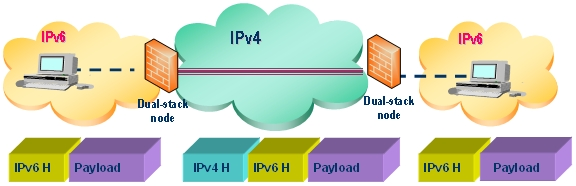 IPv6
IPv4
IPv6
Dual-stack
node
Dual-stack
node
IPv6 H
Payload
IPv4 H
IPv6 H
Payload
IPv6 H
Payload